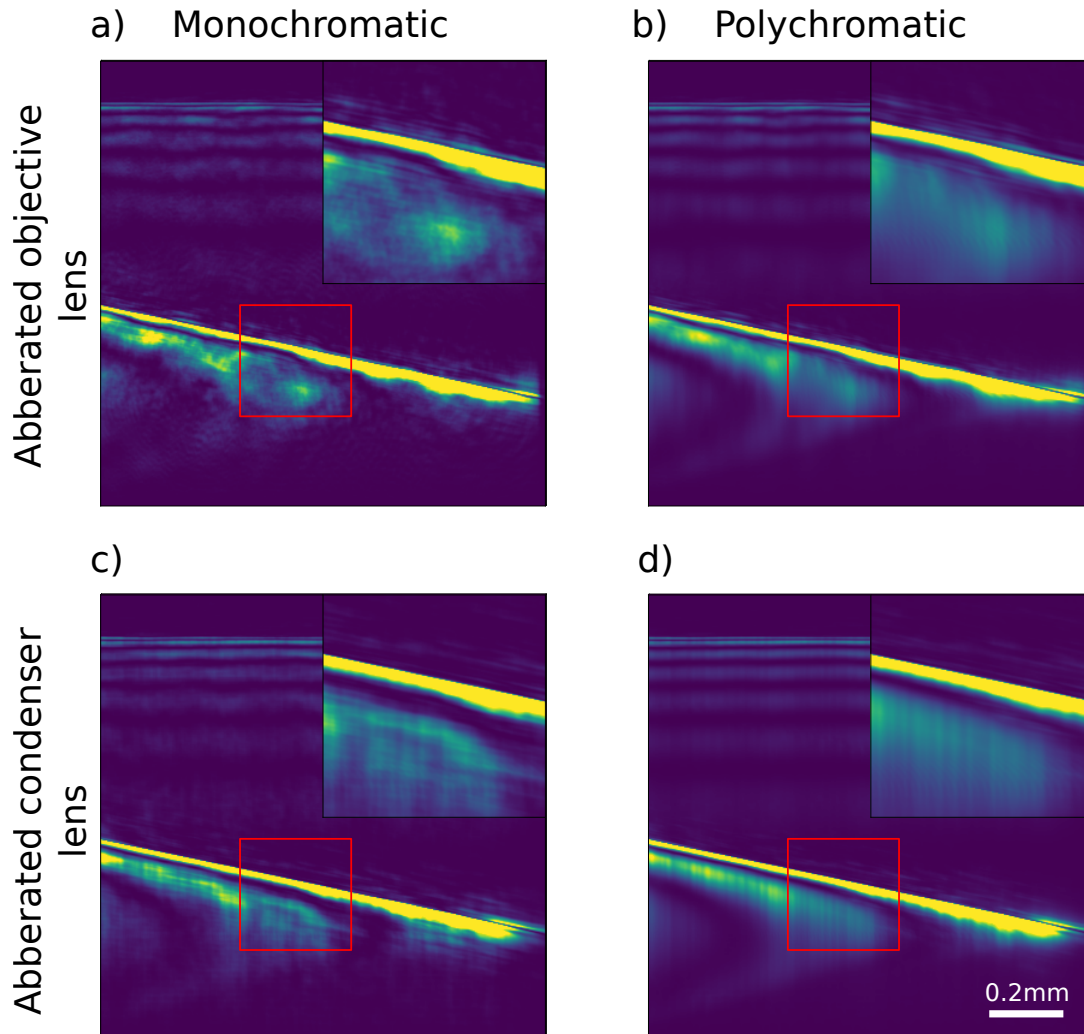 a) Monochromatic
b) Polychromatic
Abberated objective
lens
c)
d)
Abberated condenser
lens
0.2mm